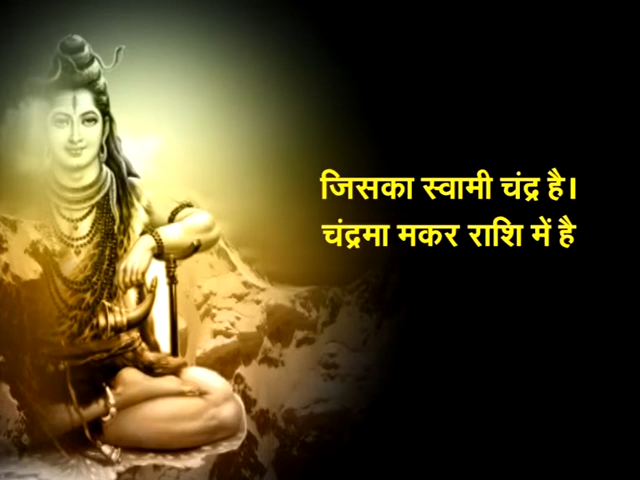 जिसका स्वामी चंद्र है।
चंद्रमा मकर राशि में है